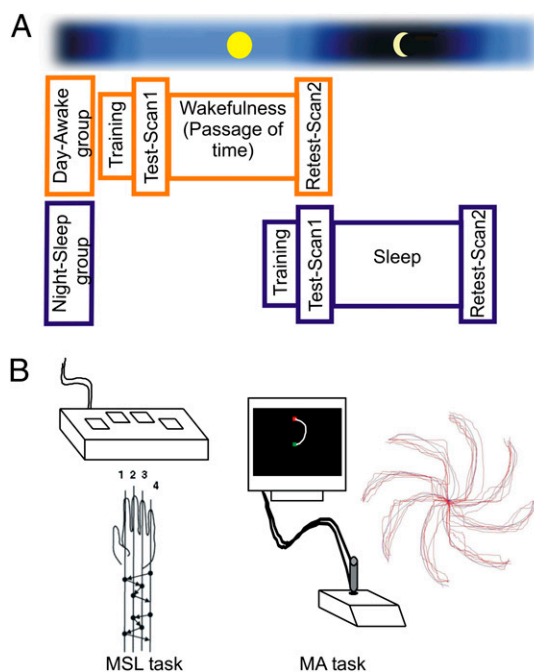 A
Day-Awake
group
Training
Test-Scan1
Wakefulness
(Passage of
time)
Retest-Scan2
Night-Sleep
group
Training
Test-Scan1
Sleep
Retest-Scan2
B
1 2 3 4
MSL task
MA task